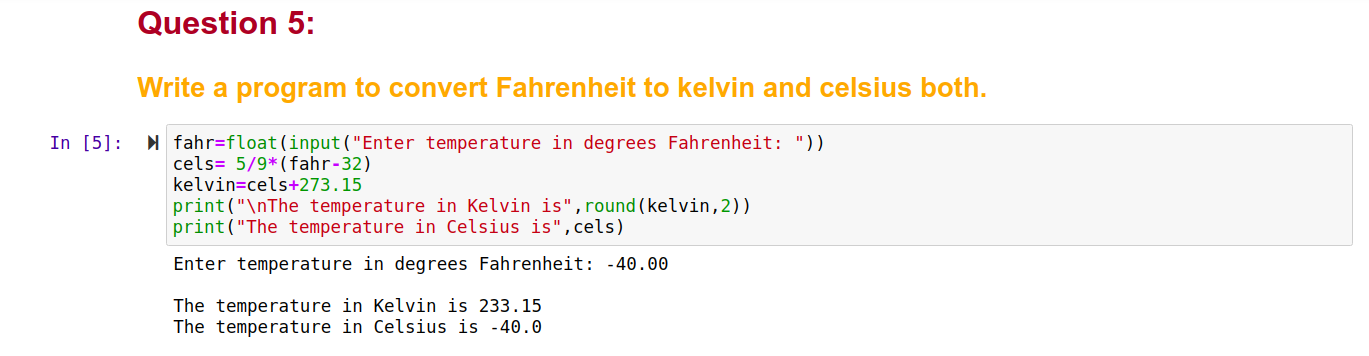 Question 5:
Write a program to convert Fahrenheit to kelvin and celsius both.
In [5]:
fahr=float(input("Enter temperature in degrees Fahrenheit: "))
cels= 5/9*(fahr-32)
kelvin=cels+273.15
print("\nThe temperature in Kelvin is",round(kelvin,2))
print("The temperature in Celsius is",cels)
Enter temperature in degrees Fahrenheit: -40.00
The temperature in Kelvin is 233.15
The temperature in Celsius is -40.0